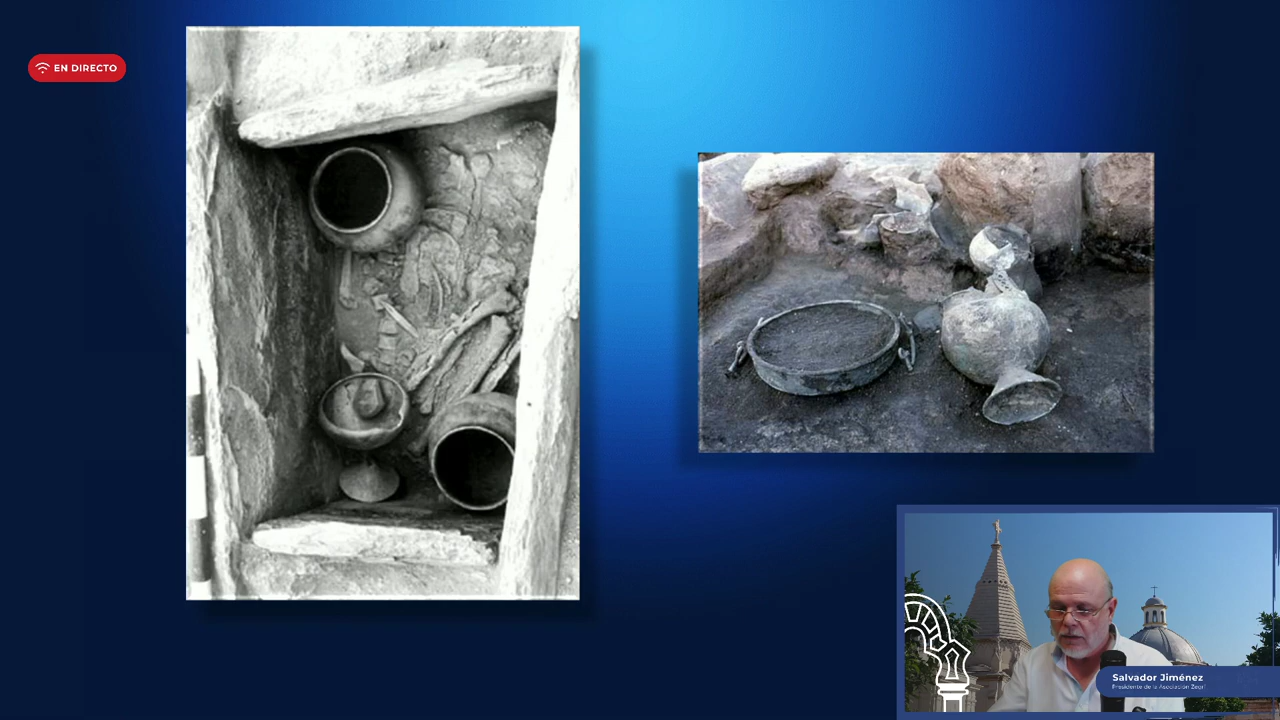 EN DIRECTO
Salvador Jiménez
Presidente de la Asociación Zegrí